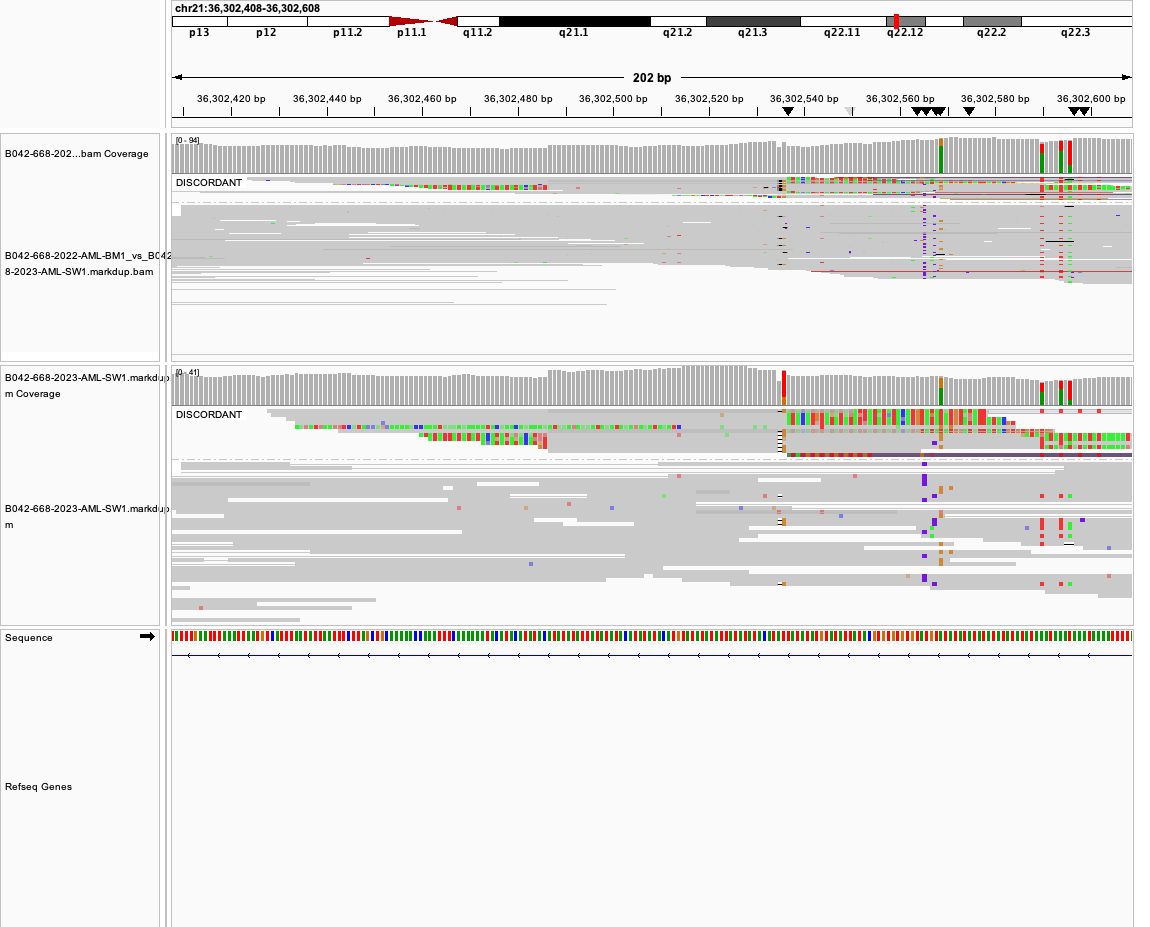 chr21:36,302,408-36,302,608
p13 p12 p11.2 p11.1 q11.2 q21.1 q21.2 q21.3 q22.11 q22.12 q22.2 q22.3
202 bp
36,302,420 bp 36,302,440 bp 36,302,460 bp 36,302,480 bp 36,302,500 bp 36,302,520 bp 36,302,540 bp 36,302,560 bp 36,302,580 bp 36,302,600 bp
[0 - 94]
B042-668-202...bam Coverage
DISCORDANT
B042-668-2022-AML-BM1_vs_B042
8-2023-AML-SW1.markdup.bam
[0 - 41]
B042-668-2023-AML-SW1.markdup
m Coverage
DISCORDANT
B042-668-2023-AML-SW1.markdup
m
Sequence
Refseq Genes